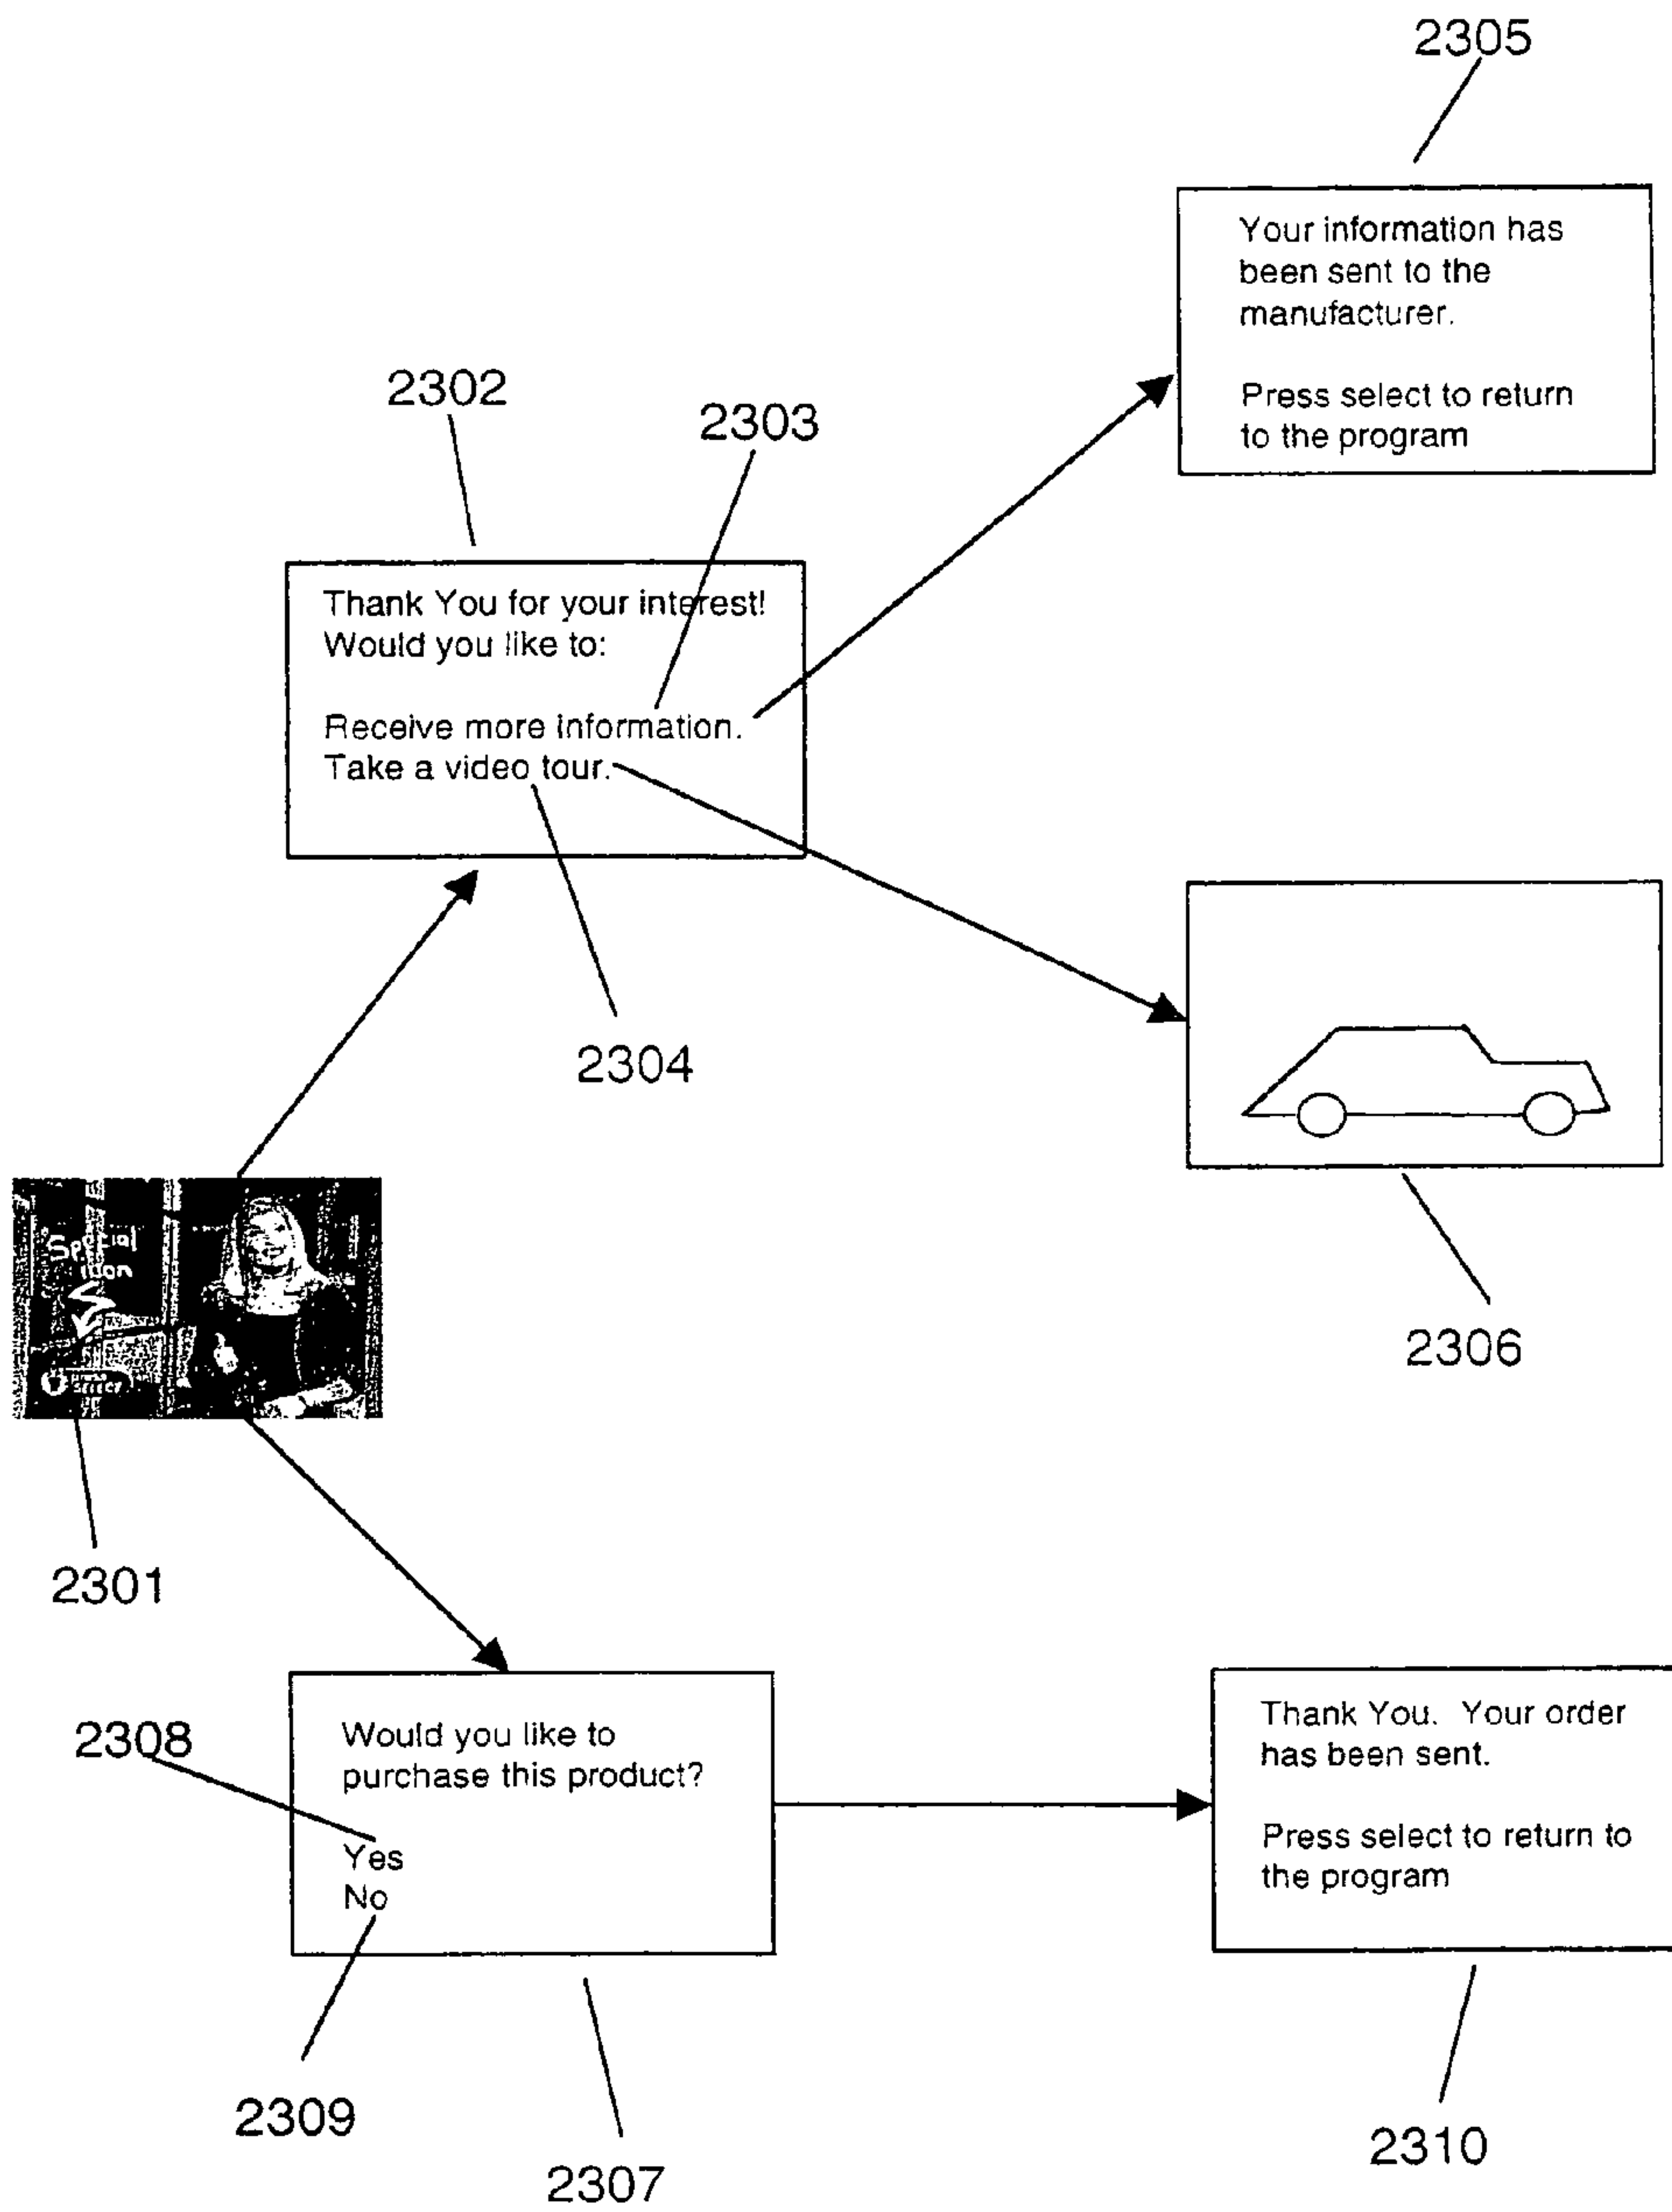 2305
Your information has
been sent to the
manufacturer.
Press select to return
to the program
2302
2303
Thank You for your interest!
Would you like to:
Receive more information.
Take a video tour.
2304
2306
Special
icon
2301
2308
Would you like to
purchase this product?
Yes
No
2309
2307
Thank You.  Your order
has been sent.
Press select to return to
the program
2310